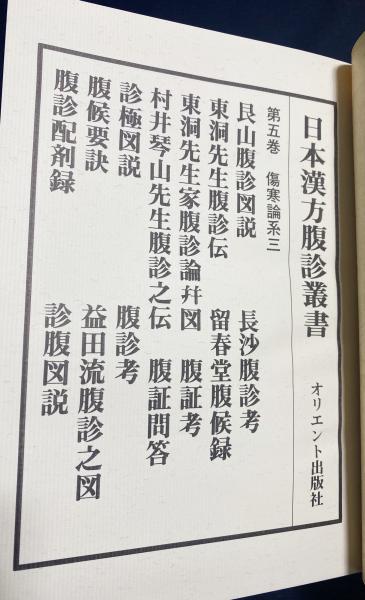 日本漢方腹診叢書 オリエント出版社
第五巻 傷寒論系三
艮山腹診図説 長沙腹診考
東洞先生腹診伝 留春堂腹候録
東洞先生家腹診論幷図 腹証考
村井琴山先生腹診之伝 腹証問答
診極図説 腹診考
腹候要訣 益田流腹診之図
腹診配剤録 診腹図説